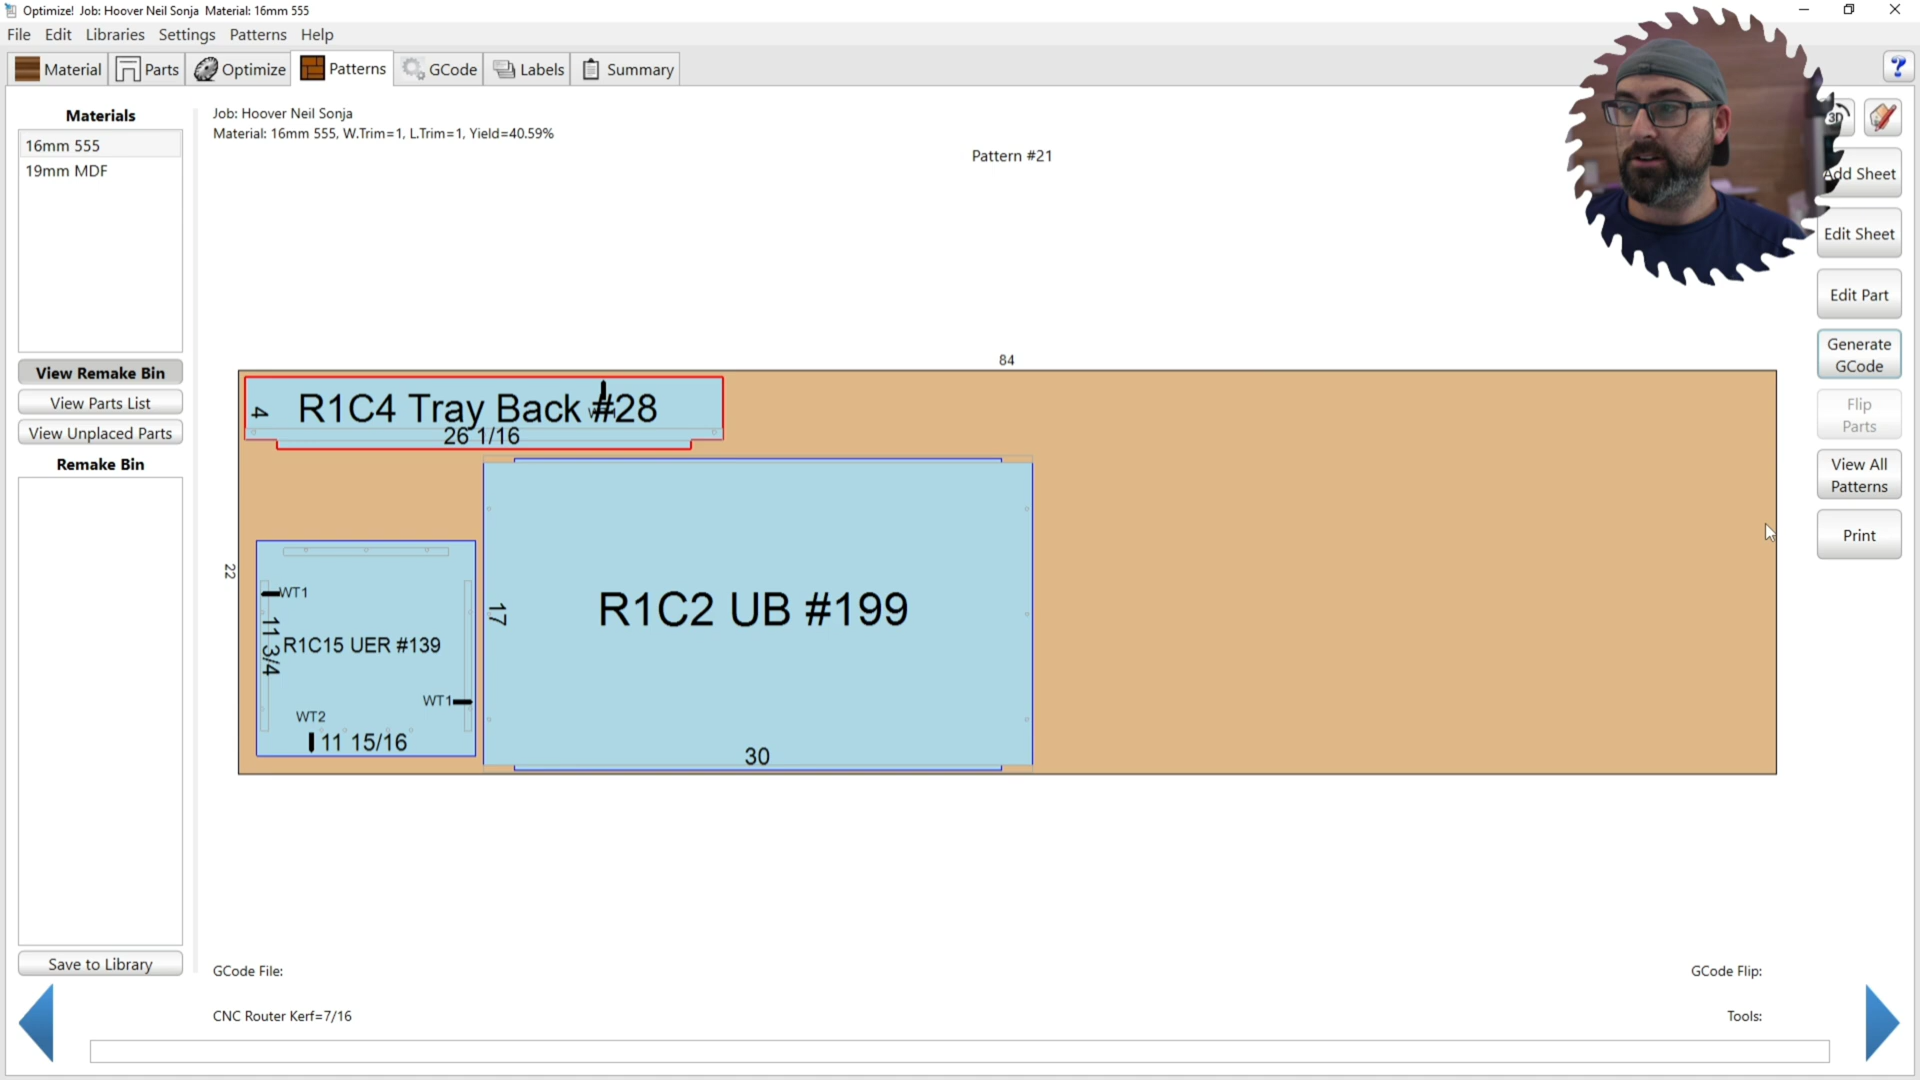 Optimize! Job: Hoover Neil Sonja Material: 16mm 555
File Edit Libraries Settings Patterns Help
Material Parts Optimize Patterns GCode Labels Summary
?
Materials
16mm 555
19mm MDF
View Remake Bin
View Parts List
View Unplaced Parts
Remake Bin
Save to Library
Job: Hoover Neil Sonja
Material: 16mm 555, W.Trim=1, L.Trim=1, Yield=40.59%
Pattern #21
84
22
R1C4 Tray Back #28
4
26 1/16
WT1
11 3/4
R1C15 UER #139
WT1
WT2
11 15/16
17
R1C2 UB #199
30
3D
Add Sheet
Edit Sheet
Edit Part
Generate
GCode
Flip
Parts
View All
Patterns
Print
GCode File:
GCode Flip:
CNC Router Kerf=7/16
Tools: